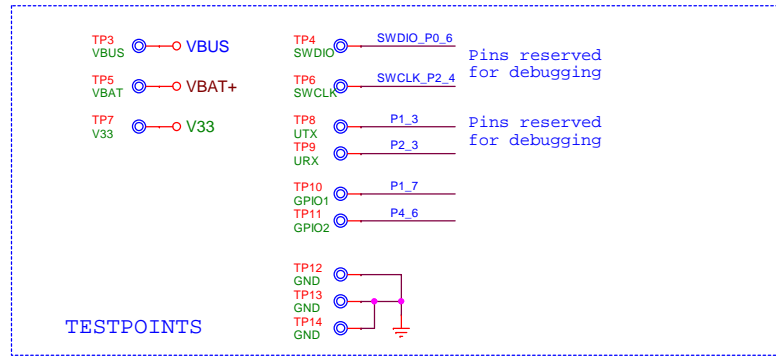 TP3
VBUS
VBUS
TP5
VBAT
VBAT+
TP7
V33
V33
TP4
SWDIO
SWDIO_P0_6
TP6
SWCLK
SWCLK_P2_4
Pins reserved
for debugging
TP8
UTX
P1_3
TP9
URX
P2_3
Pins reserved
for debugging
TP10
GPIO1
P1_7
TP11
GPIO2
P4_6
TP12
GND
TP13
GND
TP14
GND
TESTPOINTS